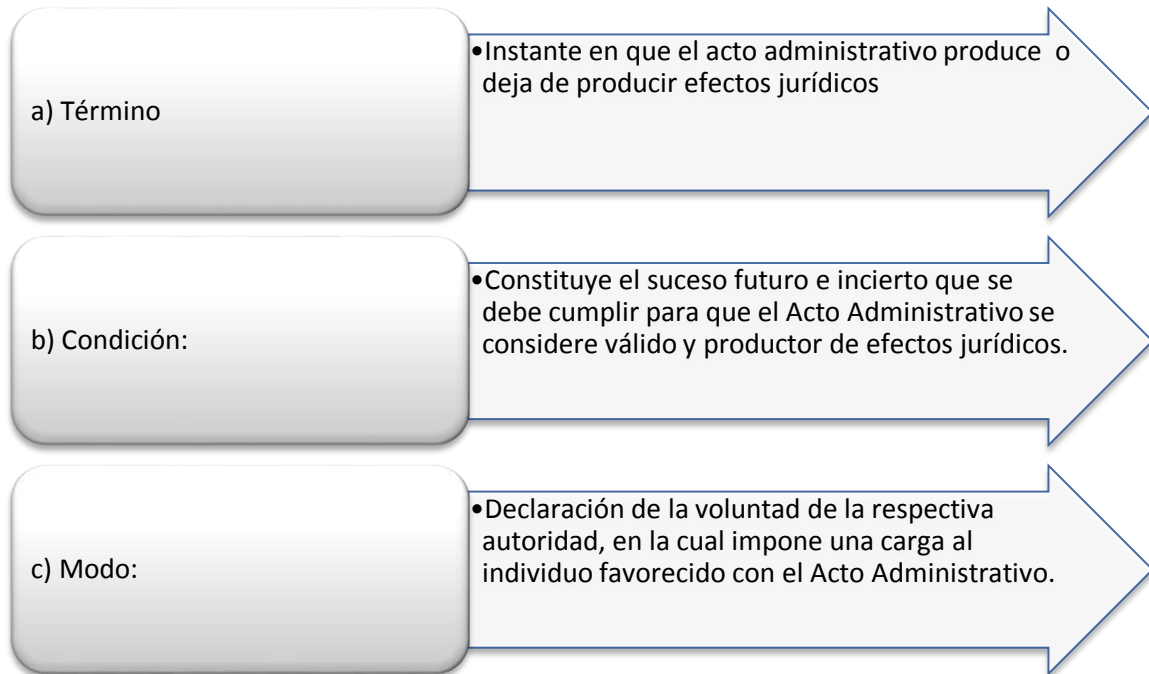 a) Término
•Instante en que el acto administrativo produce o
deja de producir efectos jurídicos
b) Condición:
•Constituye el suceso futuro e incierto que se
debe cumplir para que el Acto Administrativo se
considere válido y productor de efectos jurídicos.
c) Modo:
•Declaración de la voluntad de la respectiva
autoridad, en la cual impone una carga al
individuo favorecido con el Acto Administrativo.